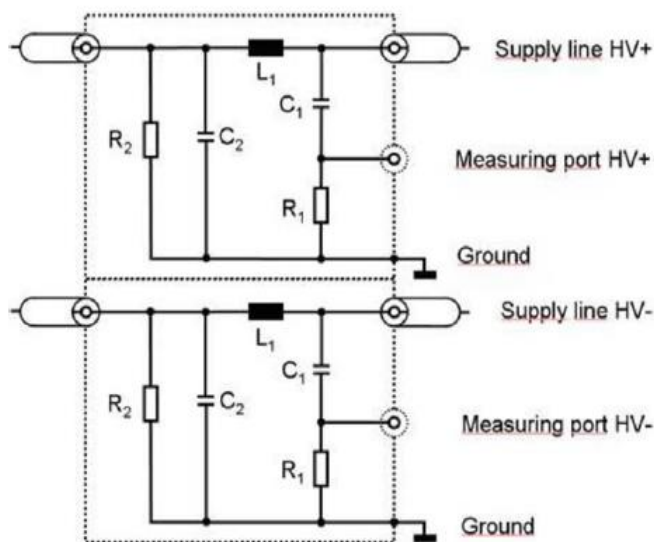 Supply line HV+
L1
C1
R2
C2
Measuring port HV+
R1
Ground
Supply line HV-
L1
C1
R2
C2
Measuring port HV-
R1
Ground